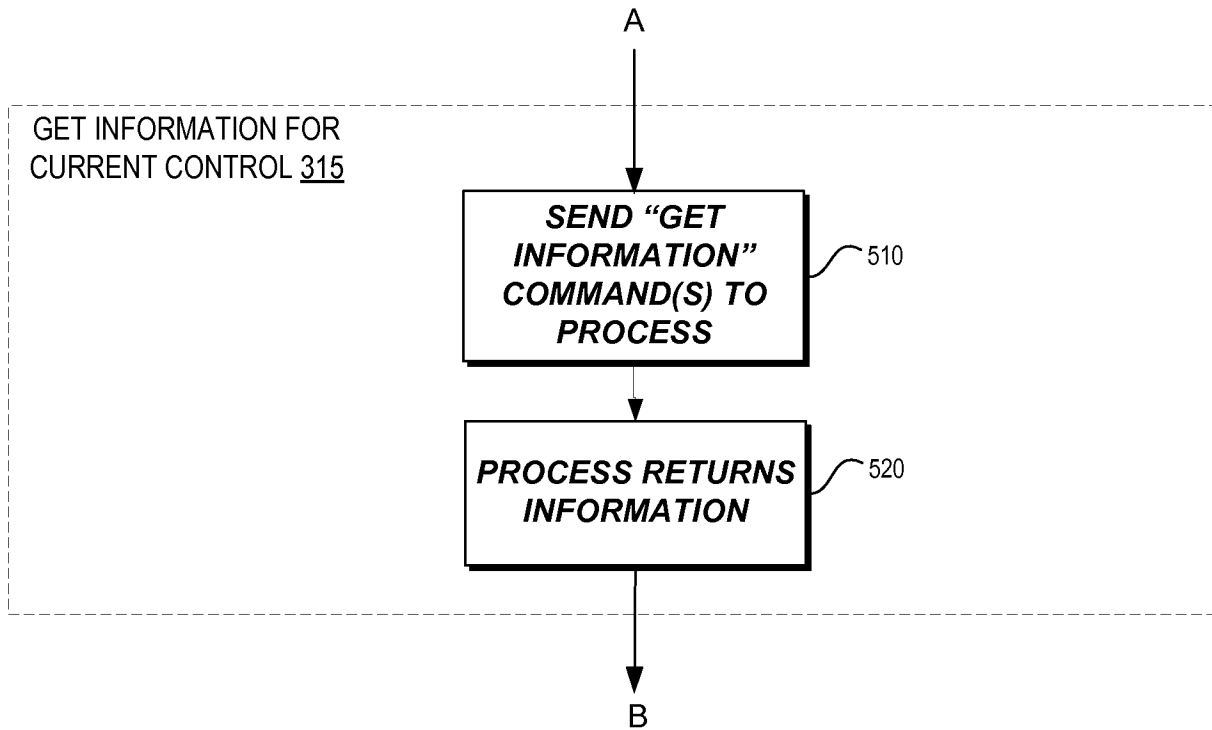 A
GET INFORMATION FOR
CURRENT CONTROL 315
SEND “GET
INFORMATION”
COMMAND(S) TO
PROCESS
510
PROCESS RETURNS
INFORMATION
520
B